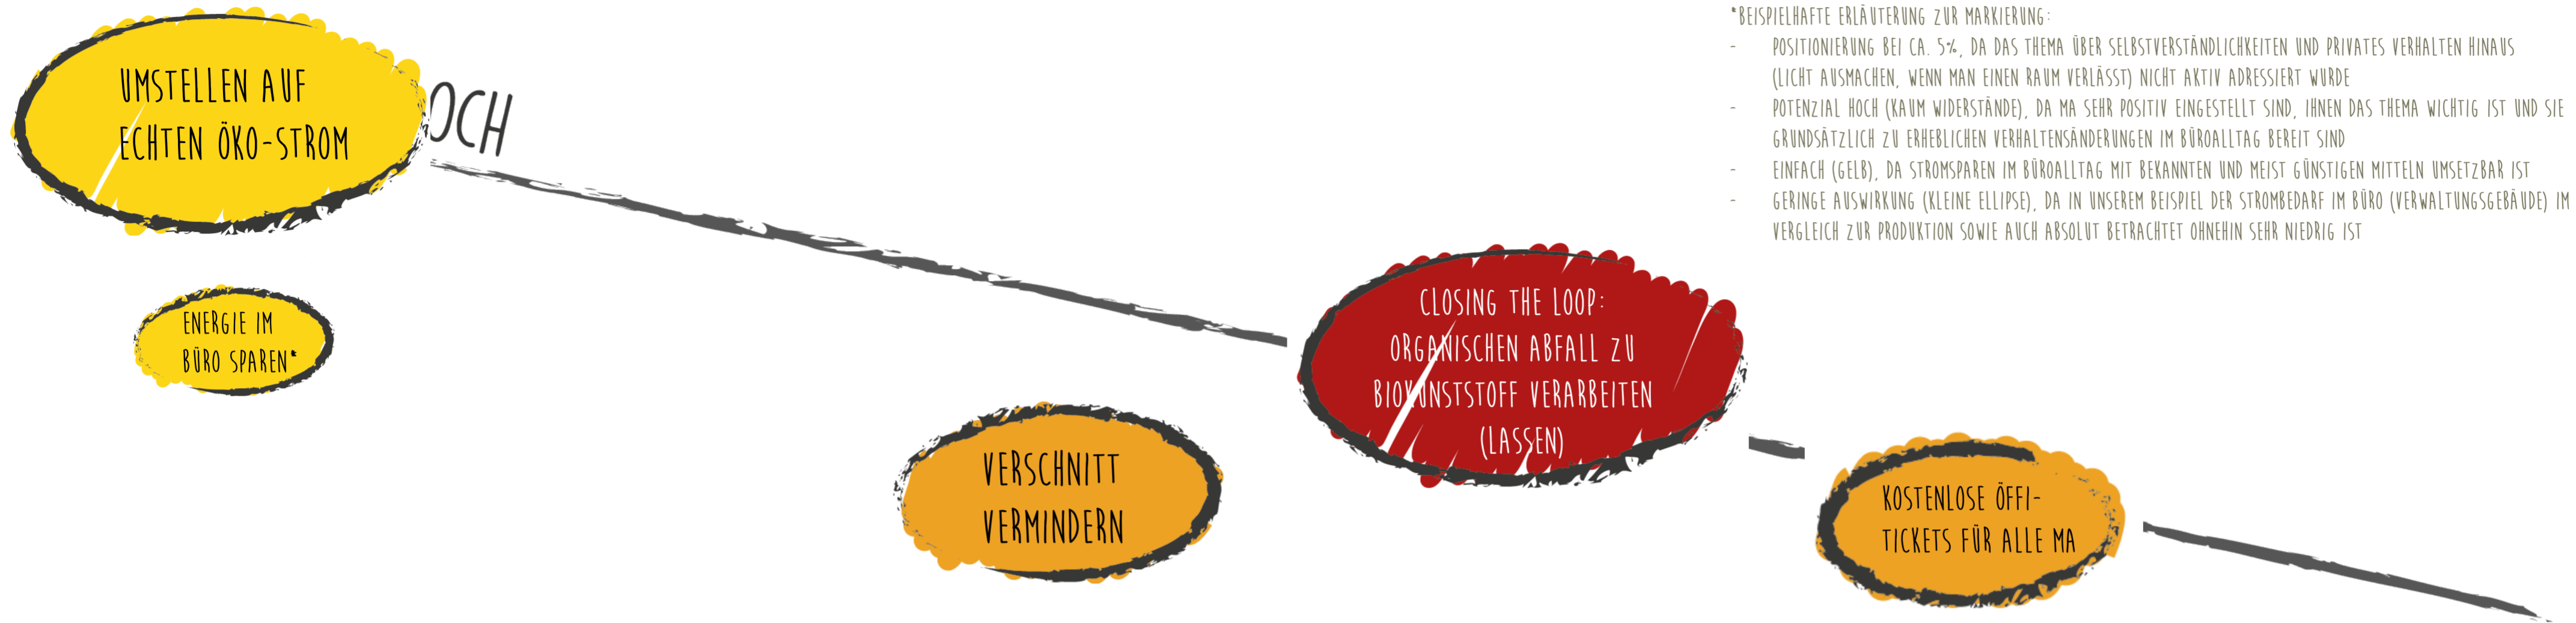 UMSTELLEN AUF
ECHTEN ÖKO-STROM
OCH
ENERGIE IM
BÜRO SPAREN*
VERSCHNITT
VERMINDERN
CLOSING THE LOOP:
ORGANISCHEN ABFALL ZU
BIOKUNSTSTOFF VERARBEITEN
(LASSEN)
KOSTENLOSE ÖFFI-
TICKETS FÜR ALLE MA
*BEISPIELHAFTE ERLÄUTERUNG ZUR MARKIERUNG:
- POSITIONIERUNG BEI CA. 5%, DA DAS THEMA ÜBER SELBSTVERSTÄNDLICHKEITEN UND PRIVATES VERHALTEN HINAUS
(LICHT AUSMACHEN, WENN MAN EINEN RAUM VERLÄSST) NICHT AKTIV ADRESSIERT WURDE
- POTENZIAL HOCH (KAUM WIDERSTÄNDE), DA MA SEHR POSITIV EINGESTELLT SIND, IHNEN DAS THEMA WICHTIG IST UND SIE
GRUNDSÄTZLICH ZU ERHEBLICHEN VERHALTENSÄNDERUNGEN IM BÜROALLTAG BEREIT SIND
- EINFACH (GELB), DA STROMSPAREN IM BÜROALLTAG MIT BEKANNTEN UND MEIST GÜNSTIGEN MITTELN UMSETZBAR IST
- GERINGE AUSWIRKUNG (KLEINE ELLIPSE), DA IN UNSEREM BEISPIEL DER STROMBEDARF IM BÜRO (VERWALTUNGSGEBÄUDE) IM
VERGLEICH ZUR PRODUKTION SOWIE AUCH ABSOLUT BETRACHTET OHNEHIN SEHR NIEDRIG IST